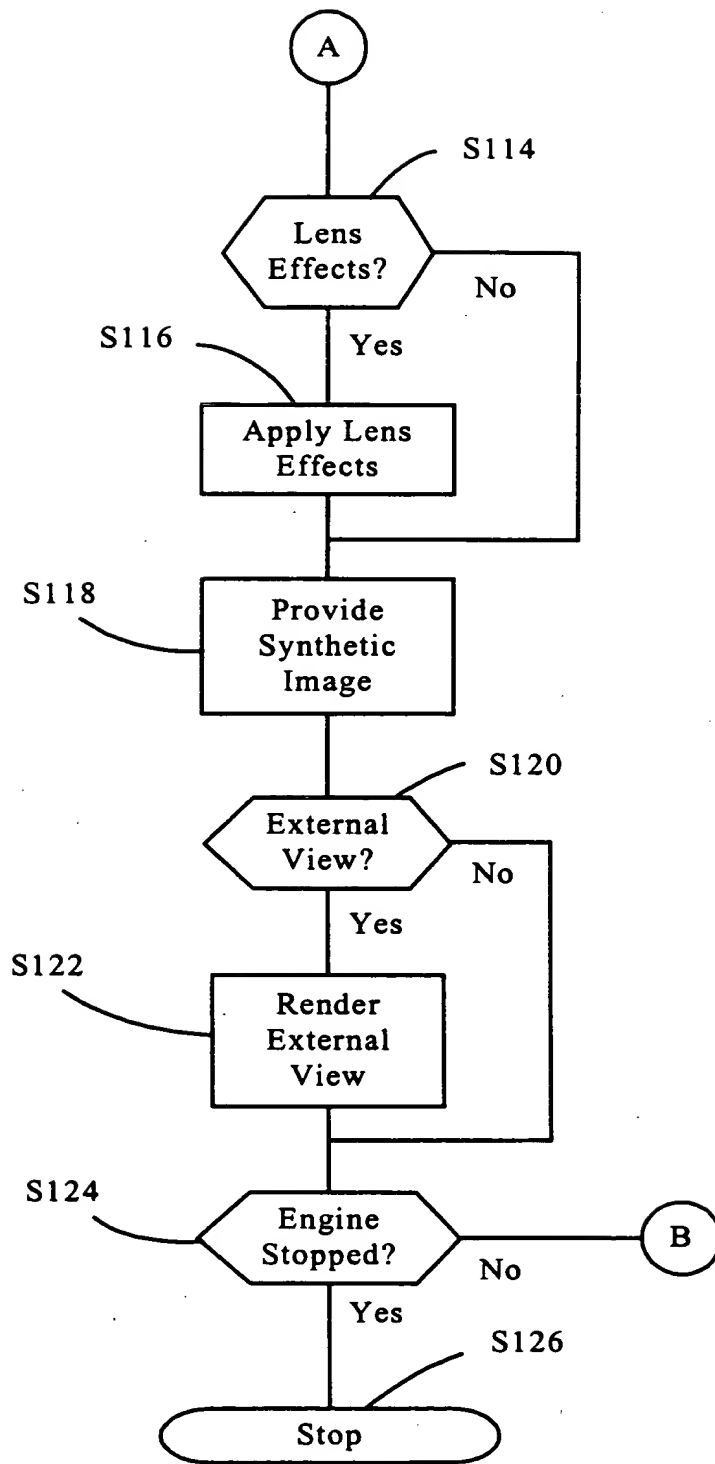 A
S114
Lens
Effects?
No
Yes
S116
Apply Lens
Effects
S118
Provide
Synthetic
Image
S120
External
View?
No
Yes
S122
Render
External
View
S124
Engine
Stopped?
No
B
Yes
S126
Stop